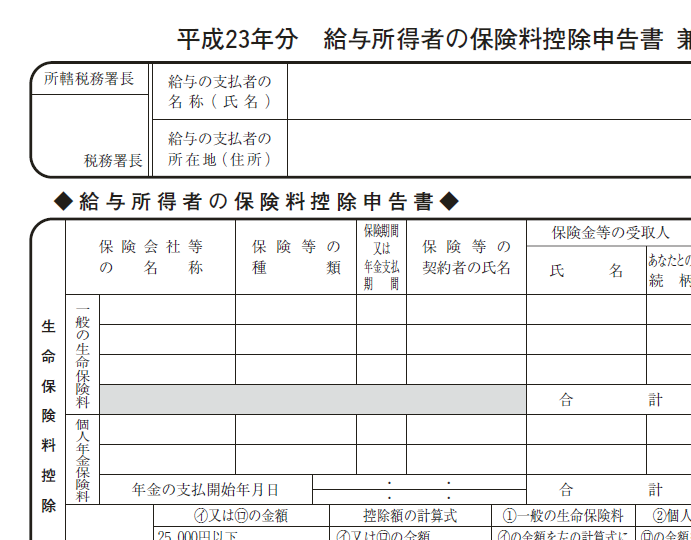 平成23年分　給与所得者の保険料控除申告書 兼
所轄税務署長
税務署長
給与の支払者の
名称（氏名）
給与の支払者の
所在地（住所）
◆給与所得者の保険料控除申告書◆
生命保険料控除
保険会社等
の名称
保険等の
種類
保険期間
又は
年金支払
期間
保険等の
契約者の氏名
保険金等の受取人
氏名
あなたとの
続柄
一般の生命保険料
合計
個人年金保険料
年金の支払開始年月日
・　・
・　・
合計
㋑又は㋺の金額
控除額の計算式
①一般の生命保険料
②個人
25,000円以下
㋑又は㋺の金額
㋑の金額を左の計算式に
㋺の金額